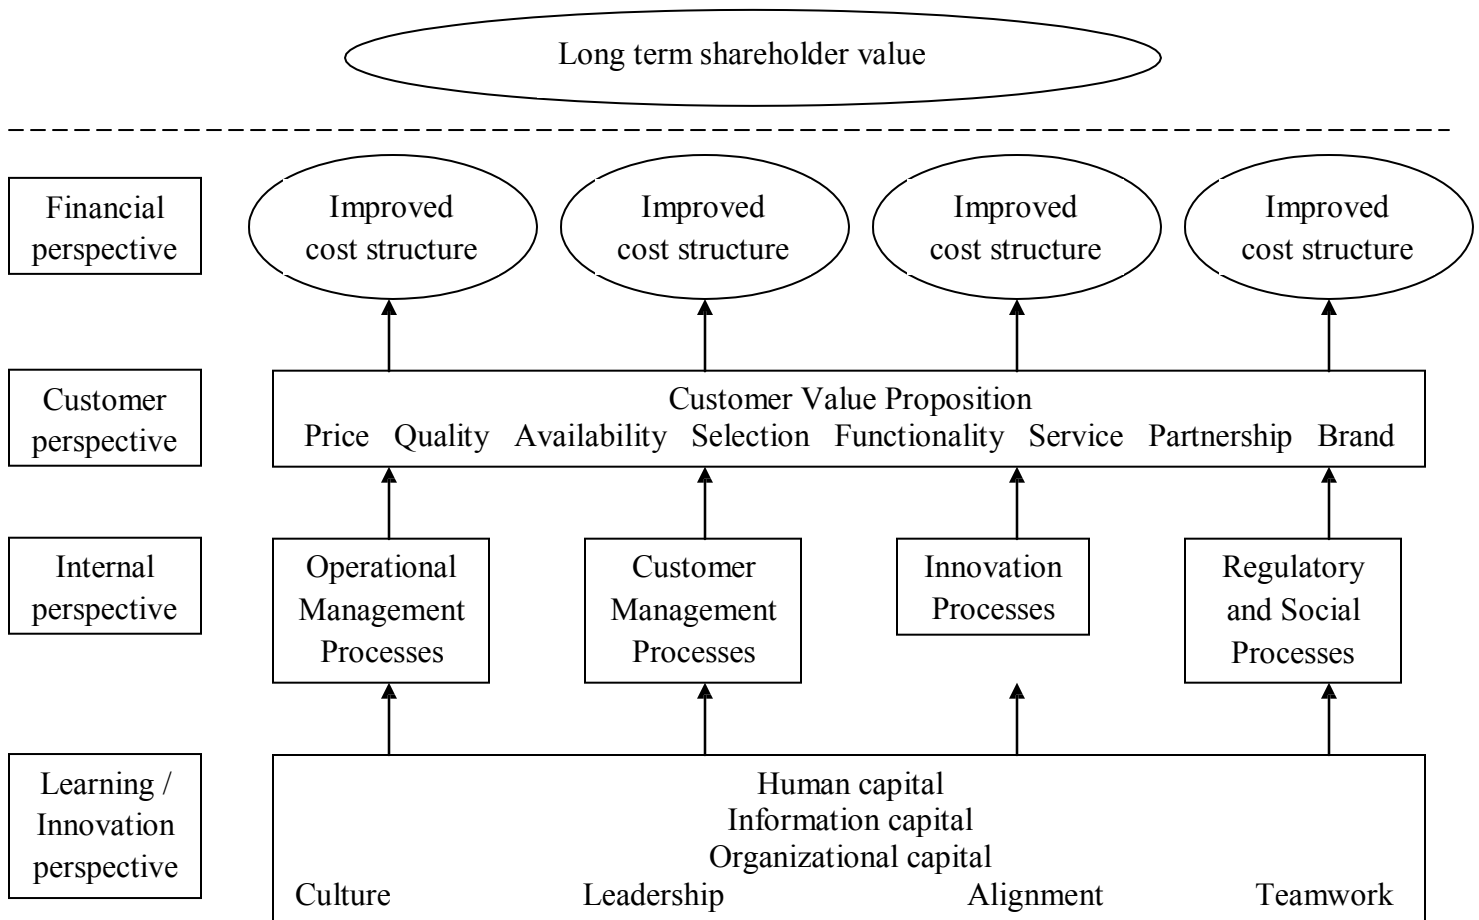 Long term shareholder value
Financial
perspective
Improved
cost structure
Improved
cost structure
Improved
cost structure
Improved
cost structure
Customer
perspective
Customer Value Proposition
Price Quality Availability Selection Functionality Service Partnership Brand
Internal
perspective
Operational
Management
Processes
Customer
Management
Processes
Innovation
Processes
Regulatory
and Social
Processes
Learning /
Innovation
perspective
Human capital
Information capital
Organizational capital
Culture Leadership Alignment Teamwork